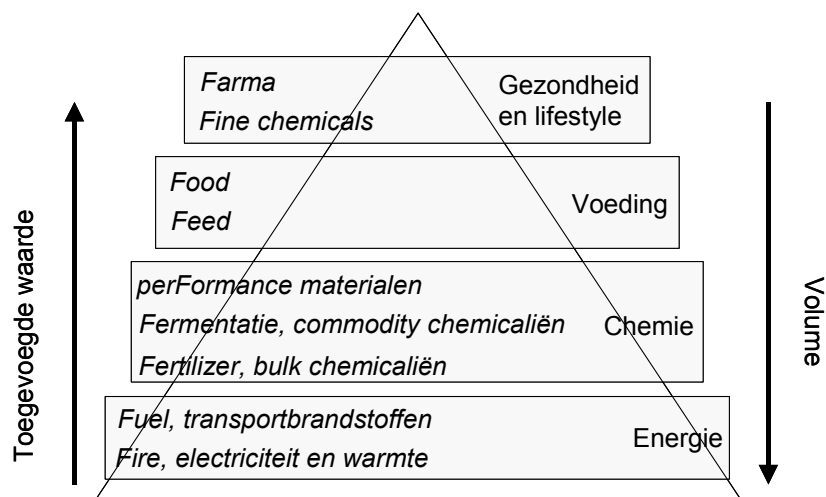 Farma
Fine chemicals
Gezondheid
en lifestyle
Food
Feed
Voeding
perFormance materialen
Fermentatie, commodity chemicaliën
Fertilizer, bulk chemicaliën
Chemie
Fuel, transportbrandstoffen
Fire, electriciteit en warmte
Energie
Toegevoegde waarde
Volume